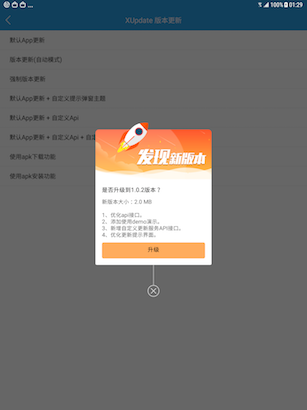 100% 01:29
XUpdate 版本更新
默认App更新
版本更新(自动模式)
强制版本更新
默认App更新 + 自定义提示弹窗主题
默认App更新 + 自定义Api
默认App更新 + 自定义Api + 自定
使用apk下载功能
使用apk安装功能
发现新版本
是否升级到1.0.2版本？
新版本大小：2.0 MB
1、优化api接口。
2、添加使用demo演示。
3、新增自定义更新服务API接口。
4、优化更新提示界面。
升级